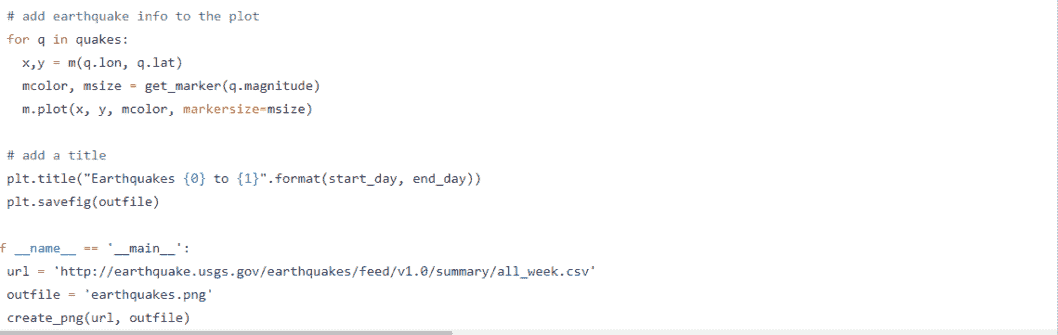 # add earthquake info to the plot
for q in quakes:
x,y = m(q.lon, q.lat)
mcolor, msize = get_marker(q.magnitude)
m.plot(x, y, mcolor, markersize=msize)
# add a title
plt.title("Earthquakes {0} to {1}".format(start_day, end_day))
plt.savefig(outfile)
f __name__ == '__main__':
url = 'http://earthquake.usgs.gov/earthquakes/feed/v1.0/summary/all_week.csv'
outfile = 'earthquakes.png'
create_png(url, outfile)